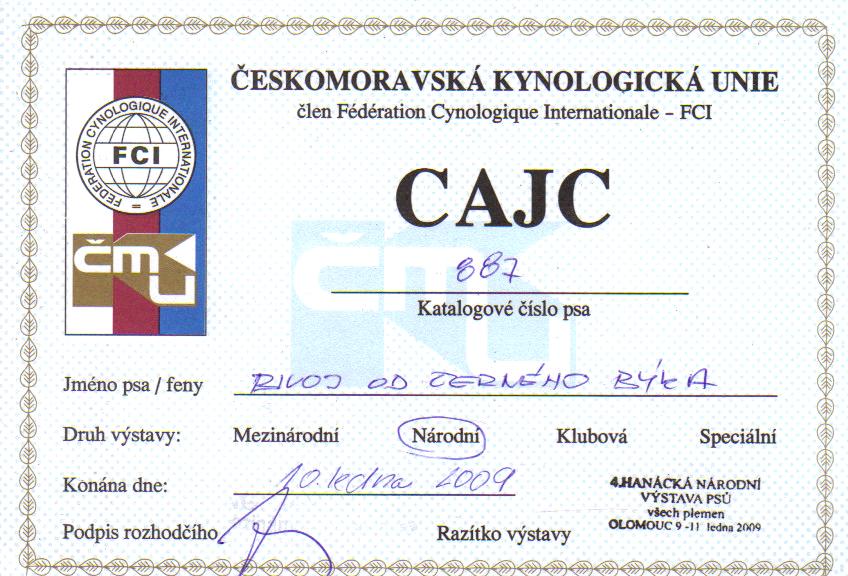 ČESKOMORAVSKÁ KYNOLOGICKÁ UNIE
člen Fédération Cynologique Internationale – FCI
FEDERATION CYNOLOGIQUE INTERNATIONALE
FCI
ČMKU
CAJC
887
Katalogové číslo psa
Jméno psa / feny BIVOJ OD ČERNÉHO BÝKA
Druh výstavy: Mezinárodní Národní Klubová Speciální
Konána dne: 10. ledna 2009
4.HANÁCKÁ NÁRODNÍ
VÝSTAVA PSŮ
všech plemen
OLOMOUC 9 -11 ledna 2009
Podpis rozhodčího Razítko výstavy